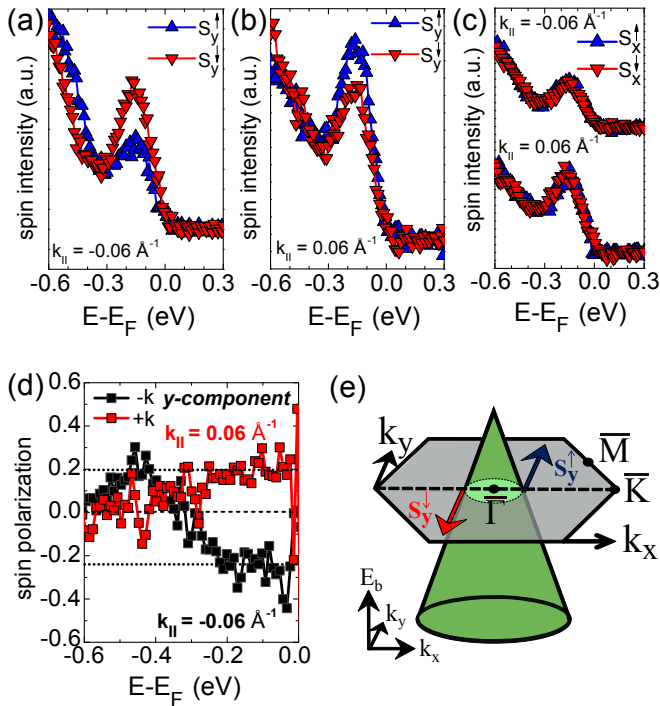 (a)
S_y^↑
S_y^↓
spin intensity (a.u.)
k_|| = -0.06 Å^-1
-0.6 -0.3 0.0 0.3
E-E_F (eV)
(b)
S_y^↑
S_y^↓
spin intensity (a.u.)
k_|| 0.06 Å^-1
-0.6 -0.3 0.0 0.3
E-E_F (eV)
(c)
k_|| = -0.06 Å^-1
S_x^↑
S_x^↓
spin intensity (a.u.)
k_|| 0.06 Å^-1
-0.6 -0.3 0.0 0.3
E-E_F (eV)
(d)
-k y-component
+k
k_|| = 0.06 Å^-1
spin polarization
0.6
0.4
0.2
0.0
-0.2
-0.4
-0.6
k_|| = -0.06 Å^-1
-0.6 -0.4 -0.2 0.0
E-E_F (eV)
(e)
k_y
S_y^↑
M̅
K̅
S_y^↓
Γ̅
k_x
E_b
k_y
k_x